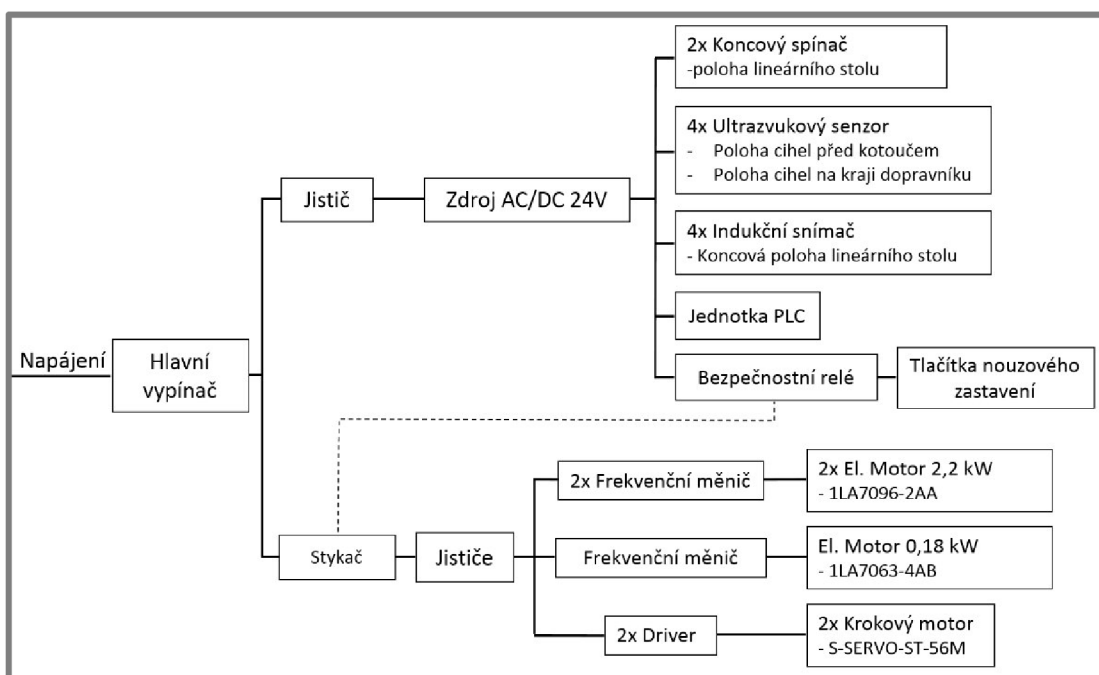 2x Koncový spínač
-poloha lineárního stolu
4x Ultrazvukový senzor
- Poloha cihel před kotoučem
- Poloha cihel na kraji dopravníku
Jistič
Zdroj AC/DC 24V
4x Indukční snímač
- Koncová poloha lineárního stolu
Jednotka PLC
Napájení
Hlavní
vypínač
Bezpečnostní relé
Tlačítka nouzového
zastavení
2x Frekvenční měnič
2x El. Motor 2,2 kW
- 1LA7096-2AA
Stykač
Jističe
Frekvenční měnič
El. Motor 0,18 kW
- 1LA7063-4AB
2x Driver
2x Krokový motor
- S-SERVO-ST-56M